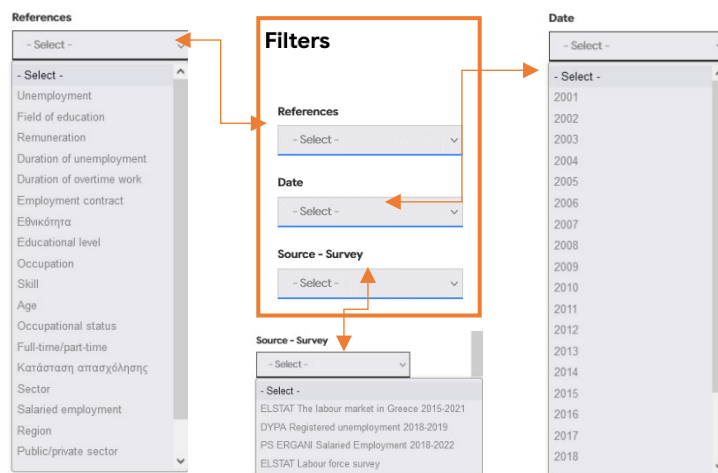 References
- Select -
- Select -
Unemployment
Field of education
Remuneration
Duration of unemployment
Duration of overtime work
Employment contract
Εθνικότητα
Educational level
Occupation
Skill
Age
Occupational status
Full-time/part-time
Κατάσταση απασχόλησης
Sector
Salaried employment
Region
Public/private sector
Filters
References
- Select -
Date
- Select -
Source - Survey
- Select -
Source - Survey
- Select -
- Select -
ELSTAT The labour market in Greece 2015-2021
DYPA Registered unemployment 2018-2019
PS ERGANI Salaried Employment 2018-2022
ELSTAT Labour force survey
Date
- Select -
- Select -
2001
2002
2003
2004
2005
2006
2007
2008
2009
2010
2011
2012
2013
2014
2015
2016
2017
2018